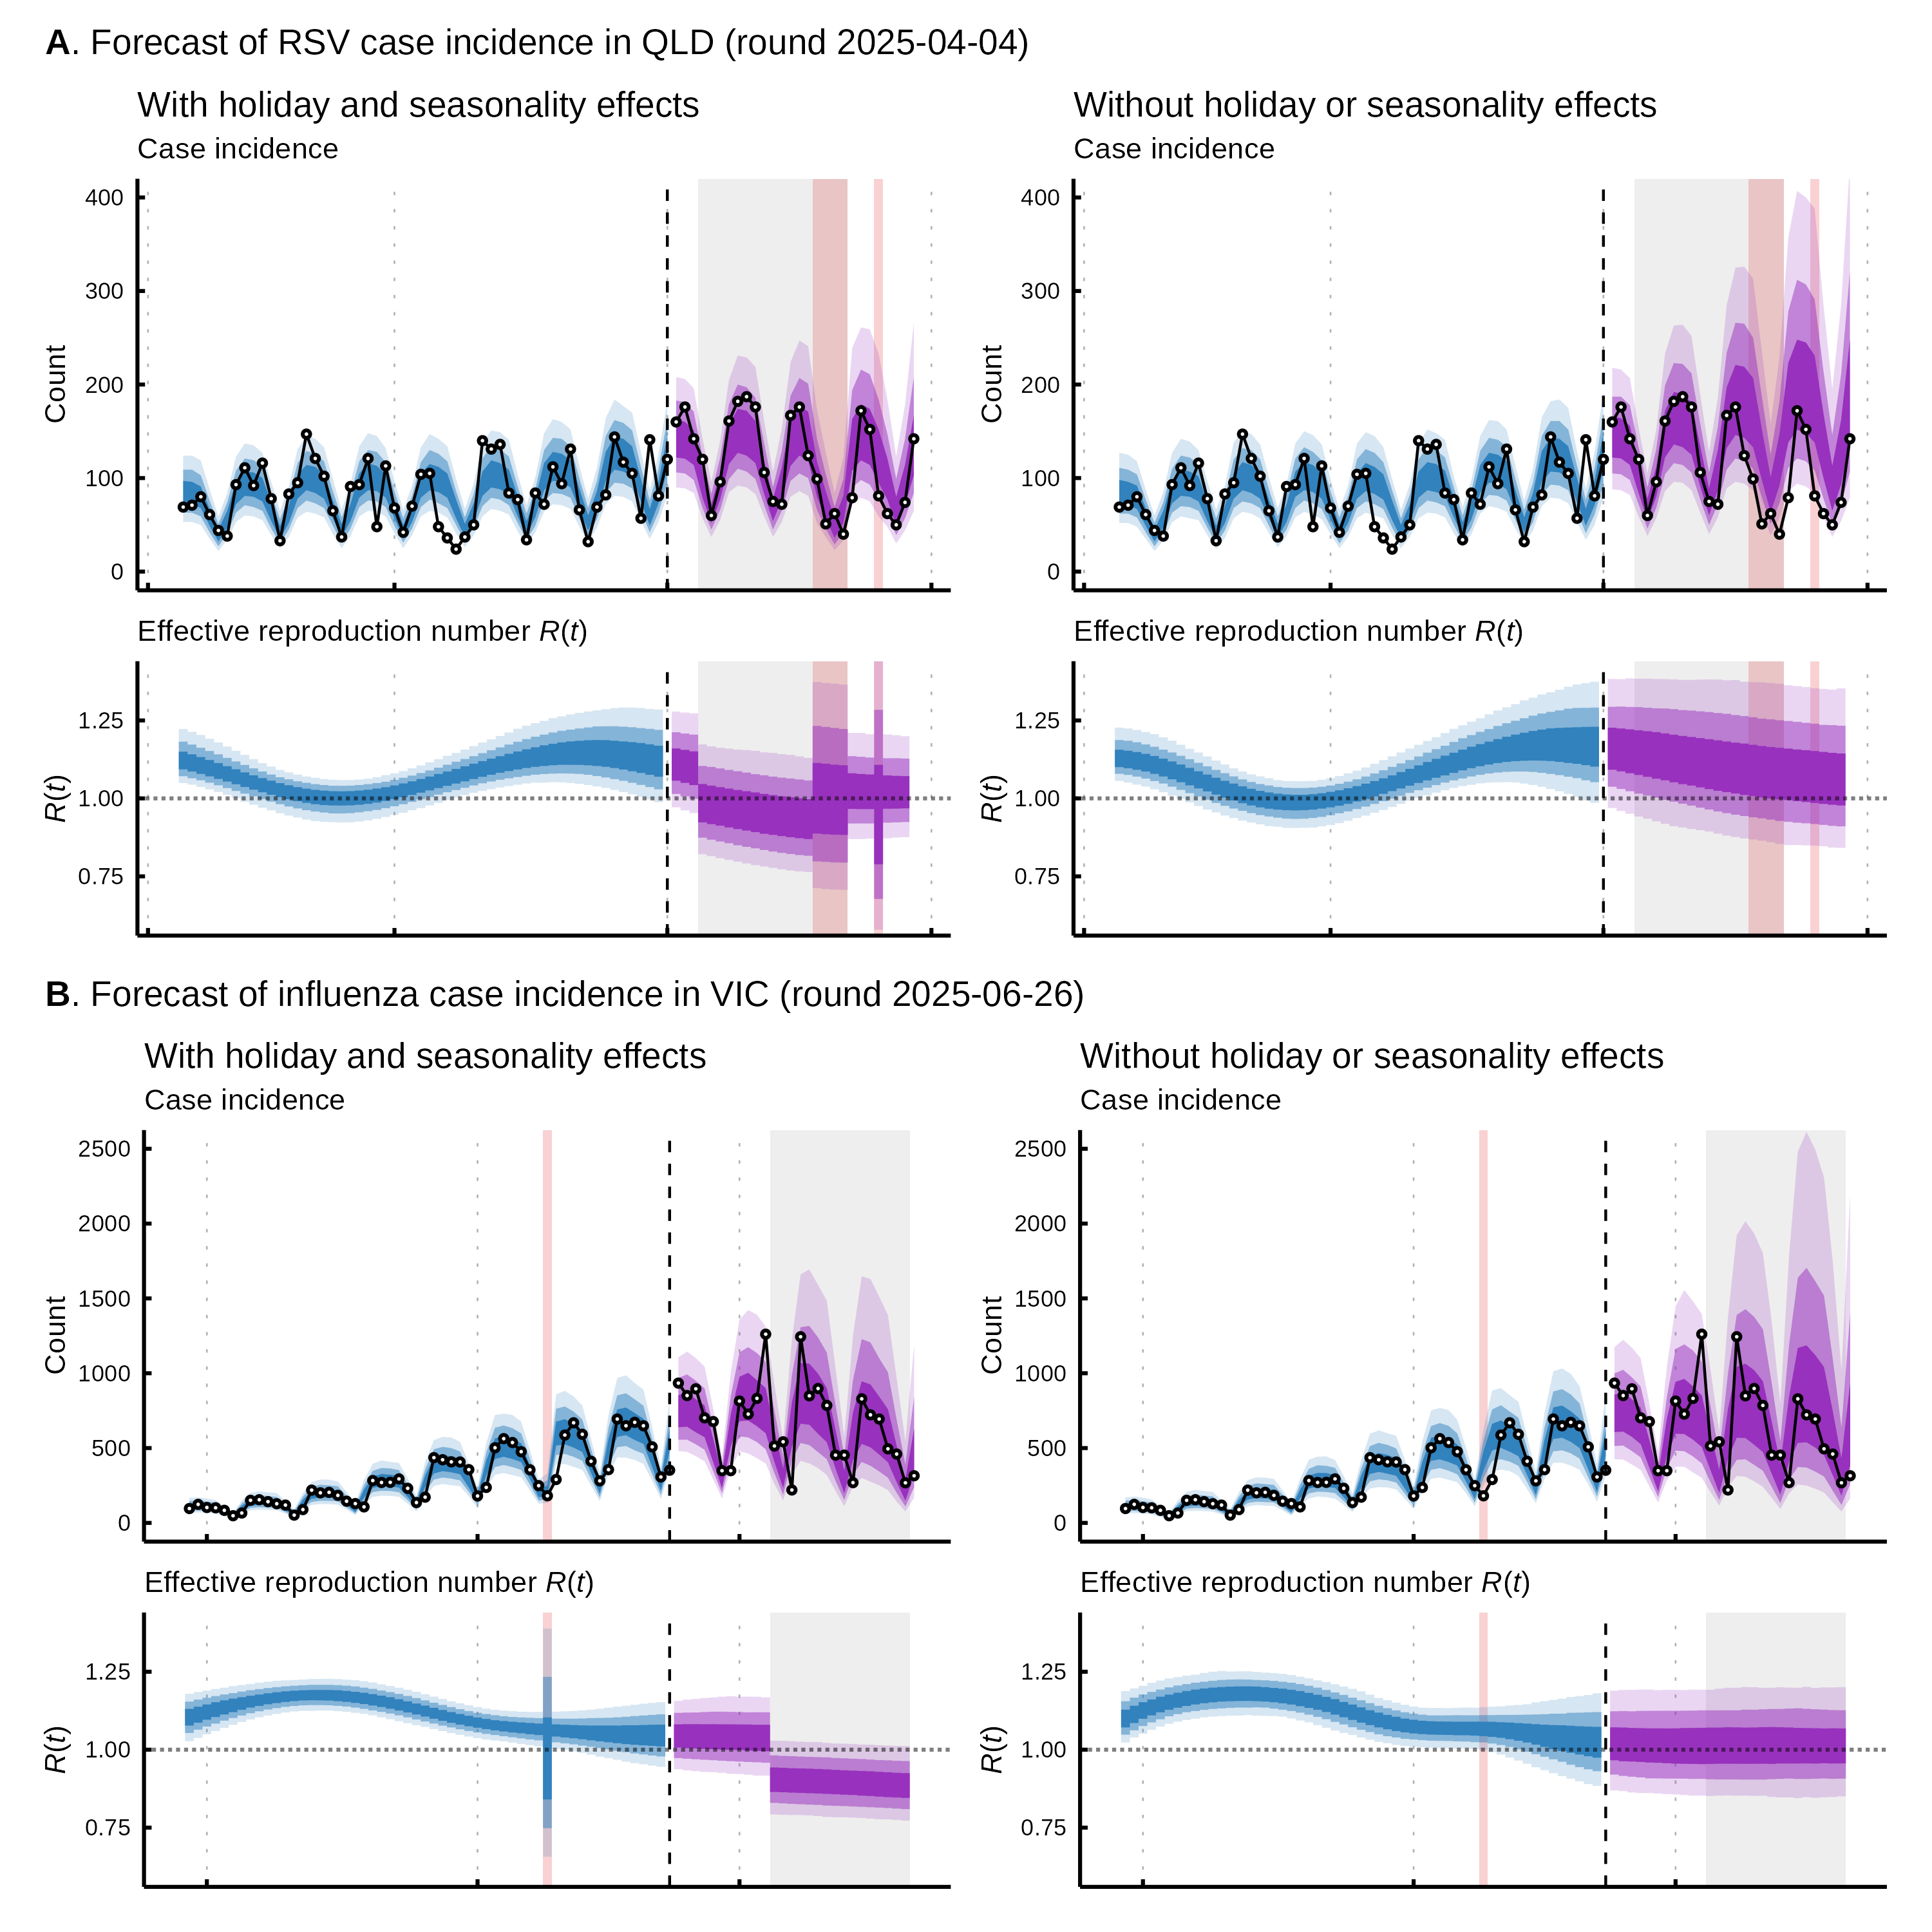 A. Forecast of RSV case incidence in QLD (round 2025-04-04)
With holiday and seasonality effects
Case incidence
400
300
200
100
0
Count
Without holiday or seasonality effects
Case incidence
400
300
200
100
0
Count
Effective reproduction number R(t)
1.25
1.00
0.75
R(t)
Effective reproduction number R(t)
1.25
1.00
0.75
R(t)
B. Forecast of influenza case incidence in VIC (round 2025-06-26)
With holiday and seasonality effects
Case incidence
2500
2000
1500
1000
500
0
Count
Without holiday or seasonality effects
Case incidence
2500
2000
1500
1000
500
0
Count
Effective reproduction number R(t)
1.25
1.00
0.75
R(t)
Effective reproduction number R(t)
1.25
1.00
0.75
R(t)